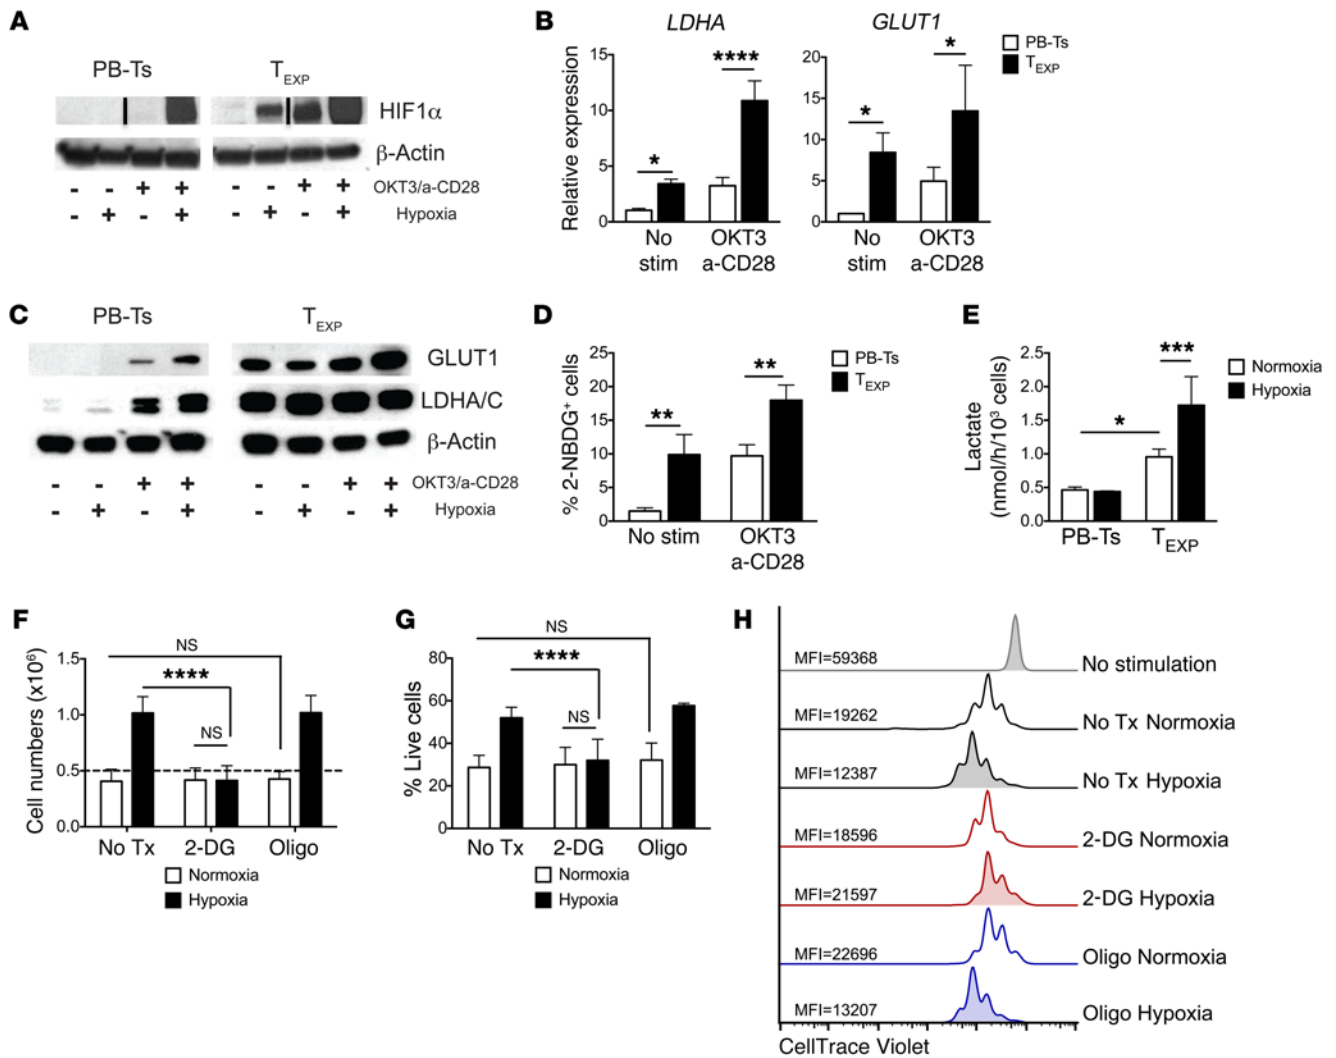 A
PB-Ts
T_EXP
HIF1α
β-Actin
- - + + - - + + OKT3/a-CD28
- + - + - + - + Hypoxia
B
LDHA
GLUT1
PB-Ts
T_EXP
Relative expression
15
10
5
0
* ****
No stim
OKT3 a-CD28
20
15
10
5
0
* *
No stim
OKT3 a-CD28
C
PB-Ts
T_EXP
GLUT1
LDHA/C
β-Actin
- - + + - - + + OKT3/a-CD28
- + - + - + - + Hypoxia
D
% 2-NBDG+ cells
25
20
15
10
5
0
** **
No stim
OKT3 a-CD28
PB-Ts
T_EXP
E
Lactate
(nmol/h/10³ cells)
2.5
2.0
1.5
1.0
0.5
0.0
* ***
PB-Ts T_EXP
Normoxia
Hypoxia
F
Cell numbers (x10⁶)
1.5
1.0
0.5
0.0
NS
****
NS
No Tx 2-DG Oligo
Normoxia
Hypoxia
G
% Live cells
80
60
40
20
0
NS
****
NS
No Tx 2-DG Oligo
Normoxia
Hypoxia
H
MFI=59368 No stimulation
MFI=19262 No Tx Normoxia
MFI=12387 No Tx Hypoxia
MFI=18596 2-DG Normoxia
MFI=21597 2-DG Hypoxia
MFI=22696 Oligo Normoxia
MFI=13207 Oligo Hypoxia
CellTrace Violet